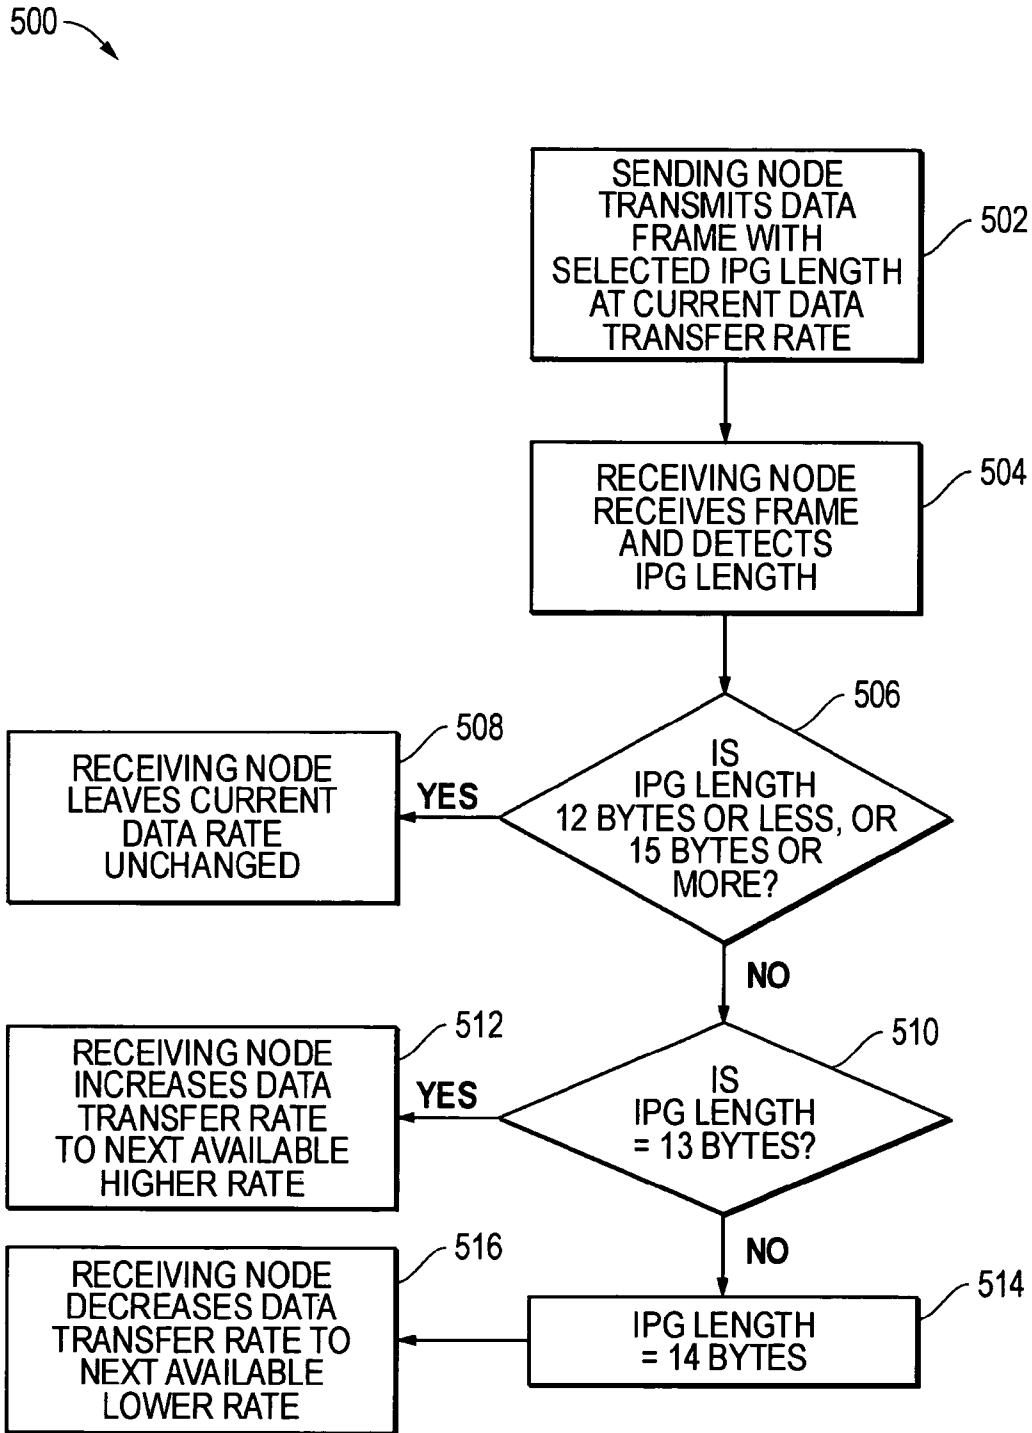 500
SENDING NODE
TRANSMITS DATA
FRAME WITH
SELECTED IPG LENGTH
AT CURRENT DATA
TRANSFER RATE
502
RECEIVING NODE
RECEIVES FRAME
AND DETECTS
IPG LENGTH
504
IS
IPG LENGTH
12 BYTES OR LESS, OR
15 BYTES OR
MORE?
506
YES
RECEIVING NODE
LEAVES CURRENT
DATA RATE
UNCHANGED
508
NO
IS
IPG LENGTH
= 13 BYTES?
510
YES
RECEIVING NODE
INCREASES DATA
TRANSFER RATE
TO NEXT AVAILABLE
HIGHER RATE
512
NO
IPG LENGTH
= 14 BYTES
514
RECEIVING NODE
DECREASES DATA
TRANSFER RATE TO
NEXT AVAILABLE
LOWER RATE
516